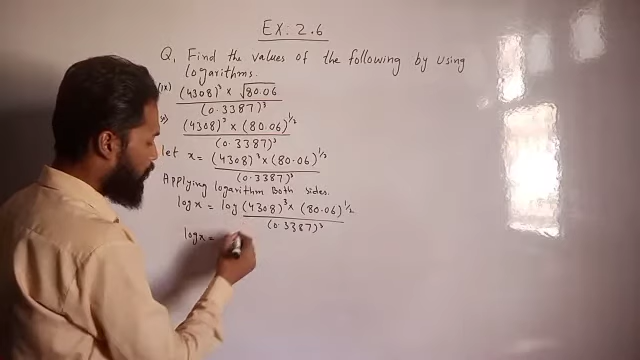 EX: 2.6
Q. Find the values of the following by using
logarithms.
(ix) (4308)³ × √80.06 / (0.3387)³
(4308)³ × (80.06)^1/2 / (0.3387)³
let x = (4308)³ × (80.06)^1/2 / (0.3387)³
Applying logarithm Both sides.
log x = log (4308)³ × (80.06)^1/2 / (0.3387)³
log x =